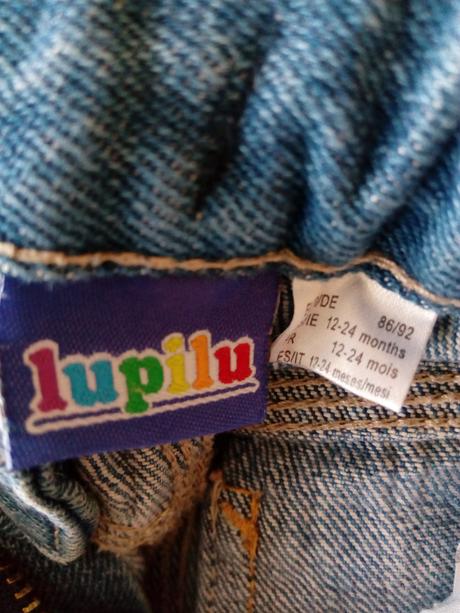 lupilu
/DE 86/92
/IE 12-24 months
12-24 mois
ES/IT 12-24 meses/mesi